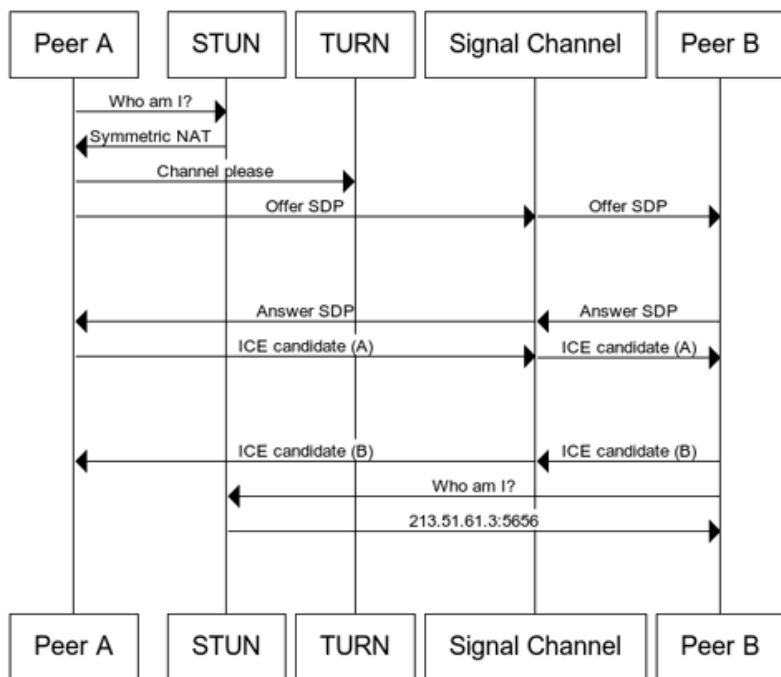 Peer A STUN TURN Signal Channel Peer B
Who am I?
Symmetric NAT
Channel please
Offer SDP Offer SDP
Answer SDP Answer SDP
ICE candidate (A) ICE candidate (A)
ICE candidate (B) ICE candidate (B)
Who am I?
213.51.61.3:5656
Peer A STUN TURN Signal Channel Peer B